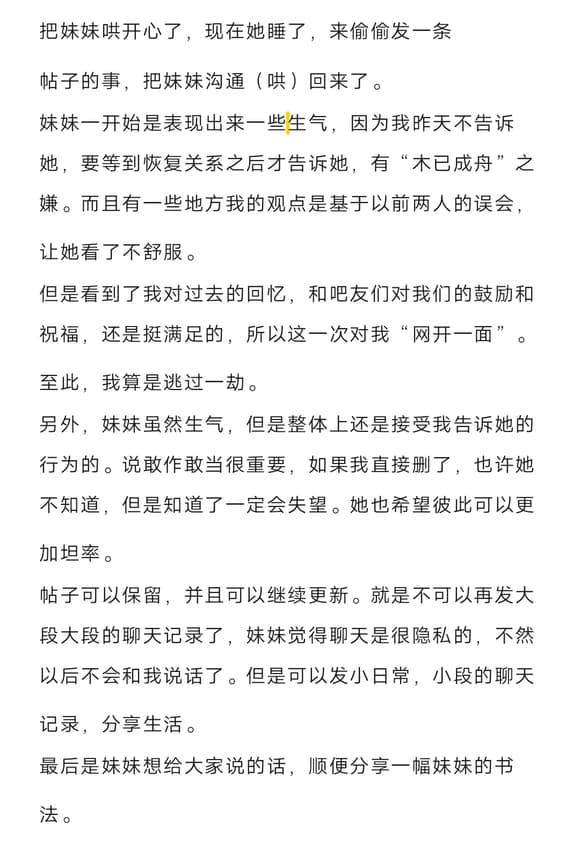 把妹妹哄开心了，现在她睡了，来偷偷发一条
帖子的事，把妹妹沟通（哄）回来了。
妹妹一开始是表现出来一些生气，因为我昨天不告诉
她，要等到恢复关系之后才告诉她，有“木已成舟”之
嫌。而且有一些地方我的观点是基于以前两人的误会，
让她看了不舒服。
但是看到了我对过去的回忆，和吧友们对我们的鼓励和
祝福，还是挺满足的，所以这一次对我“网开一面”。
至此，我算是逃过一劫。
另外，妹妹虽然生气，但是整体上还是接受我告诉她的
行为的。说敢作敢当很重要，如果我直接删了，也许她
不知道，但是知道了一定会失望。她也希望彼此可以更
加坦率。
帖子可以保留，并且可以继续更新。就是不可以再发大
段大段的聊天记录了，妹妹觉得聊天是很隐私的，不然
以后不会和我说话了。但是可以发小日常，小段的聊天
记录，分享生活。
最后是妹妹想给大家说的话，顺便分享一幅妹妹的书
法。